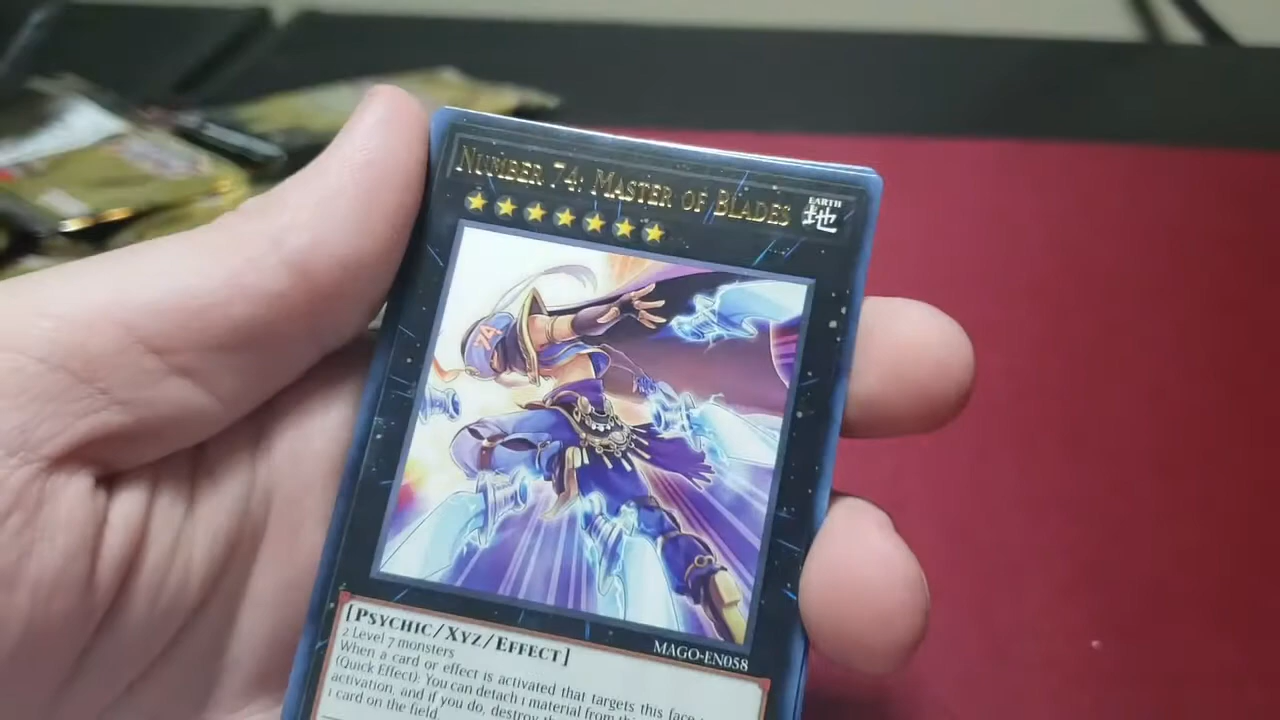 NUMBER 74: MASTER OF BLADES
EARTH
地
74
MAGO-EN058
[PSYCHIC/XYZ/EFFECT]
2 Level 7 monsters
When a card or effect is activated that targets this face
(Quick Effect): You can detach 1 material from
activation, and if you do, destroy
1 card on the field.